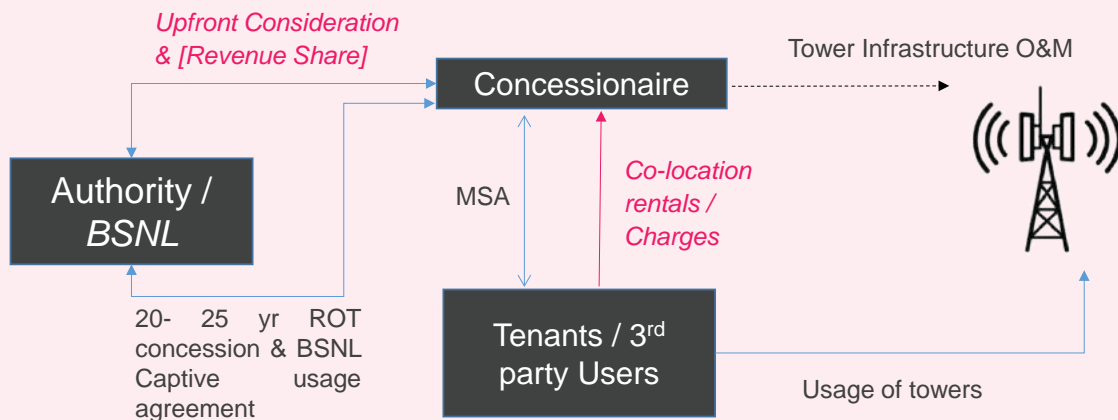 Upfront Consideration
& [Revenue Share]
Concessionaire
Tower Infrastructure O&M
Authority /
BSNL
MSA
Co-location
rentals /
Charges
20- 25 yr ROT
concession & BSNL
Captive usage
agreement
Tenants / 3rd
party Users
Usage of towers